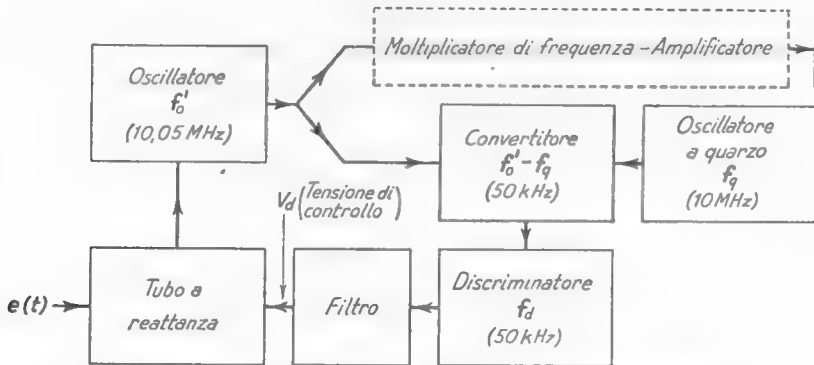 Oscillatore
f₀'
(10,05 MHz)
Moltiplicatore di frequenza - Amplificatore
Convertitore
f₀' - f_q
(50 kHz)
Oscillatore
a quarzo
f_q
(10 MHz)
V_d (Tensione di
controllo)
e(t)
Tubo a
reattanza
Filtro
Discriminatore
f_d
(50 kHz)